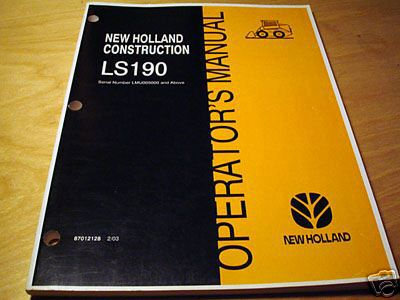 NEW HOLLAND
CONSTRUCTION
LS190
Serial Number LMU005000 and Above
OPERATOR'S MANUAL
87012128 2/03
NEW HOLLAND